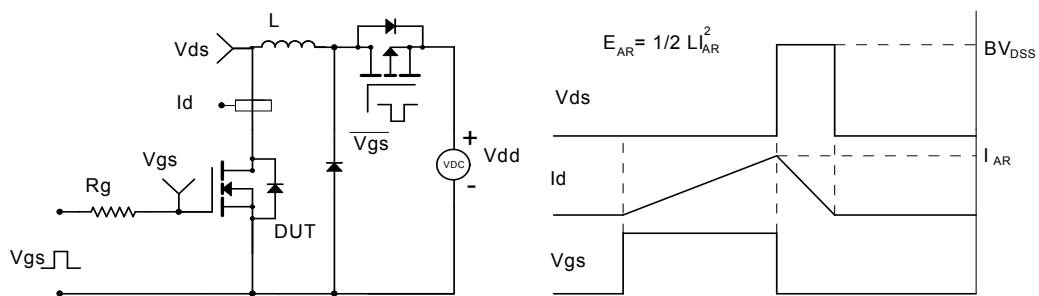 L
Vds
Id
Vgs
Vgs
Rg
DUT
Vgs
VDC
+
-
Vdd
E_AR = 1/2 LI_AR^2
BV_DSS
Vds
I_AR
Id
Vgs